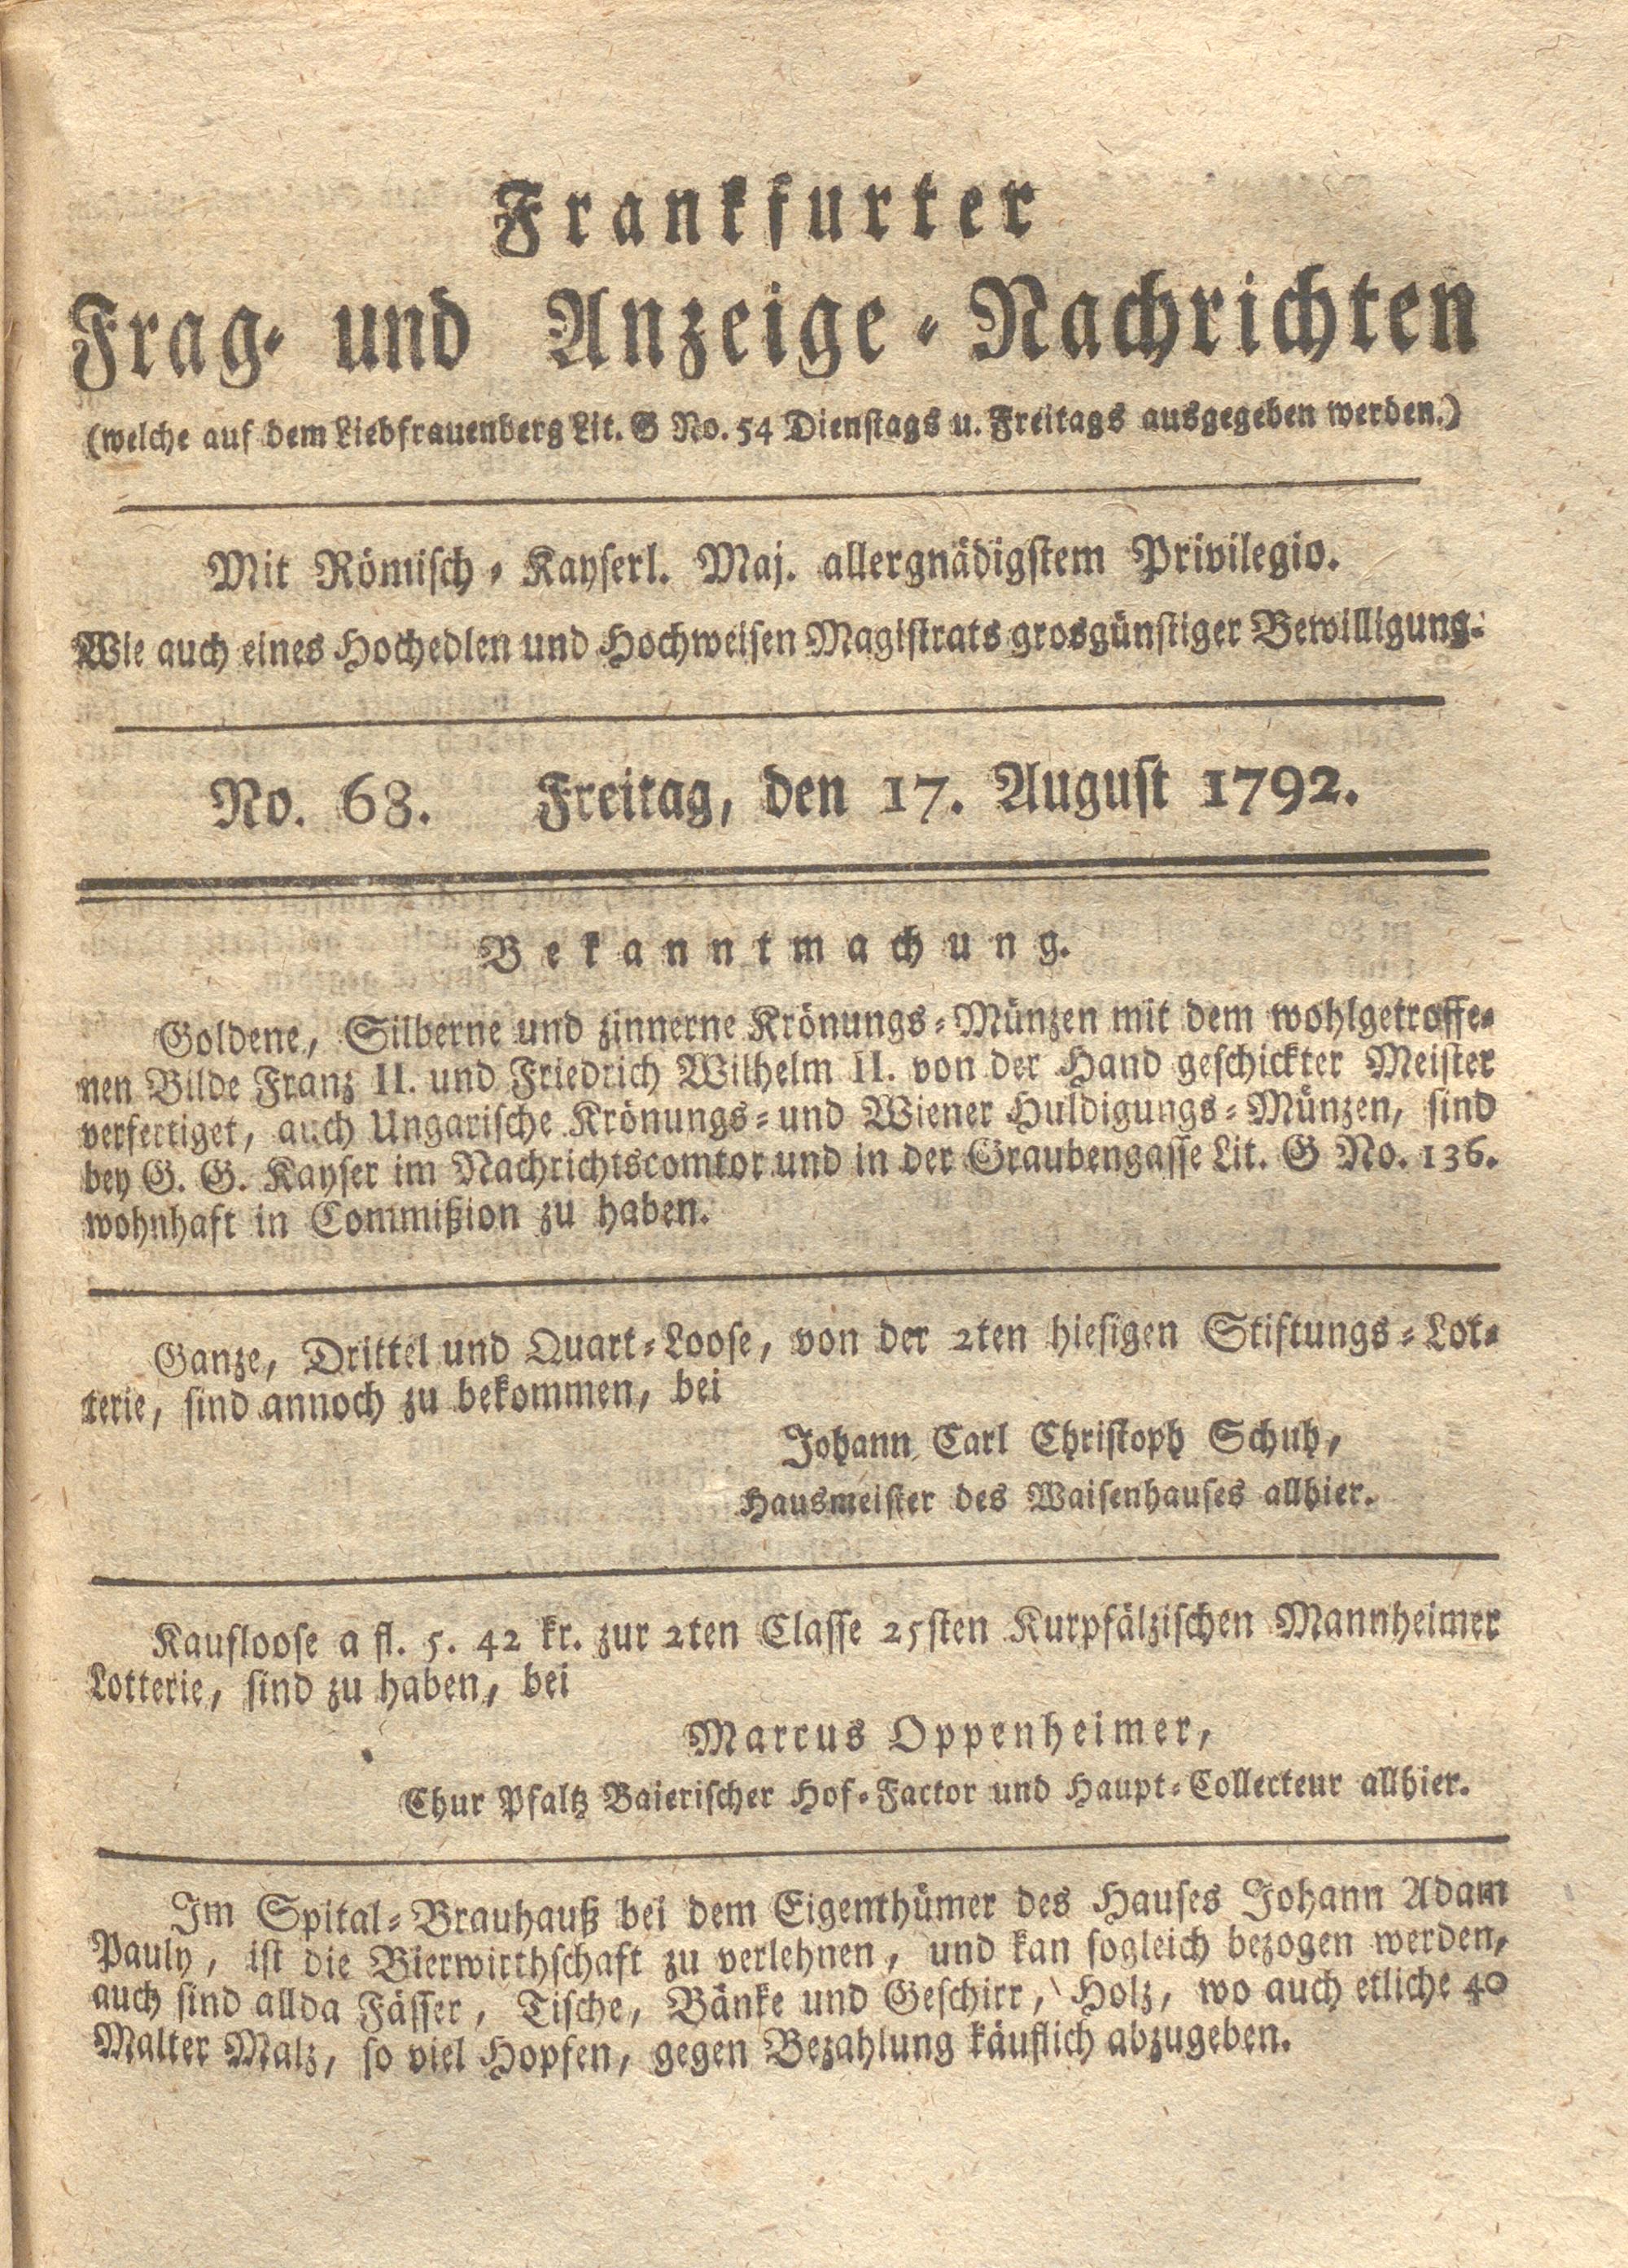 Frankfurter
Frag- und Anzeige-Nachrichten
(welche auf dem Liebfrauenberg Lit. G No. 54 Dienstags u. Freitags ausgegeben werden.)
Mit Römisch-Kayserl. Maj. allergnädigstem Privilegio.
Wie auch eines Hochedlen und Hochweisen Magistrats grosgünstiger Bewilligung.
No. 68. Freitag, den 17. August 1792.
Bekanntmachung.
Goldene, Silberne und zinnerne Krönungs-Münzen mit dem wohlgetroffe-
nen Bilde Franz II. und Friedrich Wilhelm II. von der Hand geschickter Meister
verfertiget, auch Ungarische Krönungs-und Wiener Huldigungs-Münzen, sind
bey G. G. Kayser im Nachrichtscomtor und in der Graubengasse Lit. G No. 136.
wohnhaft in Commißion zu haben.
Ganze, Drittel und Quart-Loose, von der 2ten hiesigen Stiftungs-Lot-
terie, sind annoch zu bekommen, bei
Johann Carl Christoph Schuh,
Hausmeister des Waisenhauses allhier.
Kaufloose a fl. 5. 42 kr. zur 2ten Classe 25sten Kurpfälzischen Mannheimer
Lotterie, sind zu haben, bei
Marcus Oppenheimer,
Chur Pfaltz Baierischer Hof-Factor und Haupt-Collecteur allhier.
Im Spital-Brauhauß bei dem Eigenthümer des Hauses Johann Adam
Pauly, ist die Bierwirthschaft zu verlehnen, und kan sogleich bezogen werden,
auch sind allda Fässer, Tische, Bänke und Geschirr, Holz, wo auch etliche 40
Malter Malz, so viel Hopfen, gegen Bezahlung käuflich abzugeben.